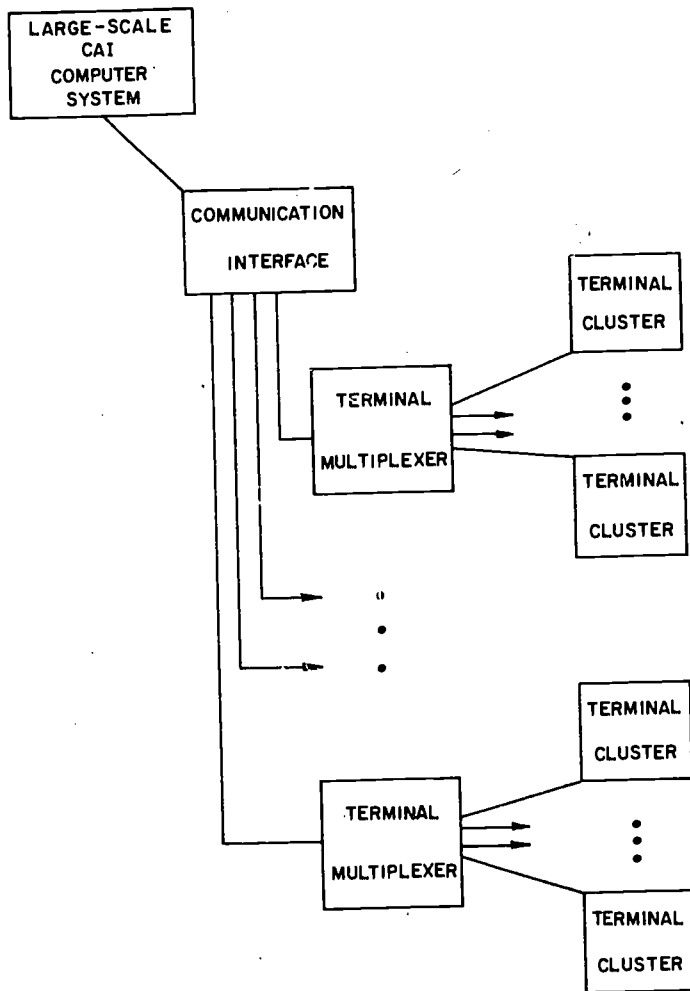 LARGE-SCALE
CAI
COMPUTER
SYSTEM
COMMUNICATION
INTERFACE
TERMINAL
CLUSTER
TERMINAL
MULTIPLEXER
TERMINAL
CLUSTER
TERMINAL
CLUSTER
TERMINAL
MULTIPLEXER
TERMINAL
CLUSTER